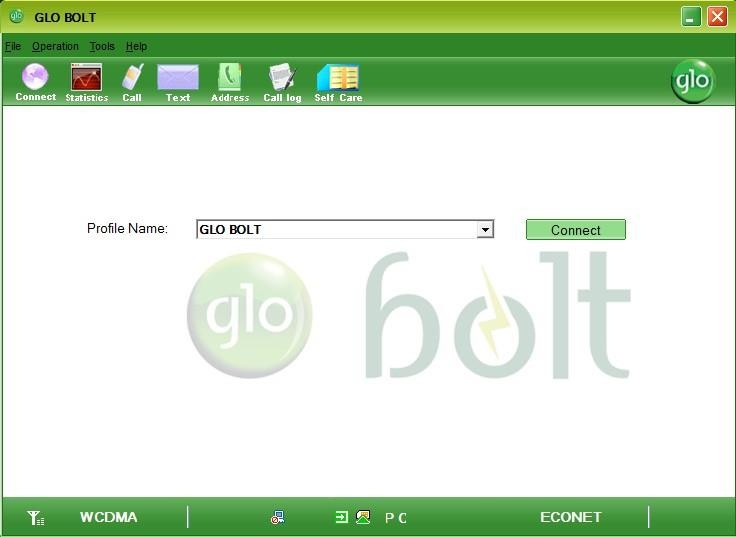 GLO BOLT
File Operation Tools Help
Connect Statistics Call Text Address Call log Self Care
glo
Profile Name: GLO BOLT Connect
glo bolt
WCDMA P C ECONET